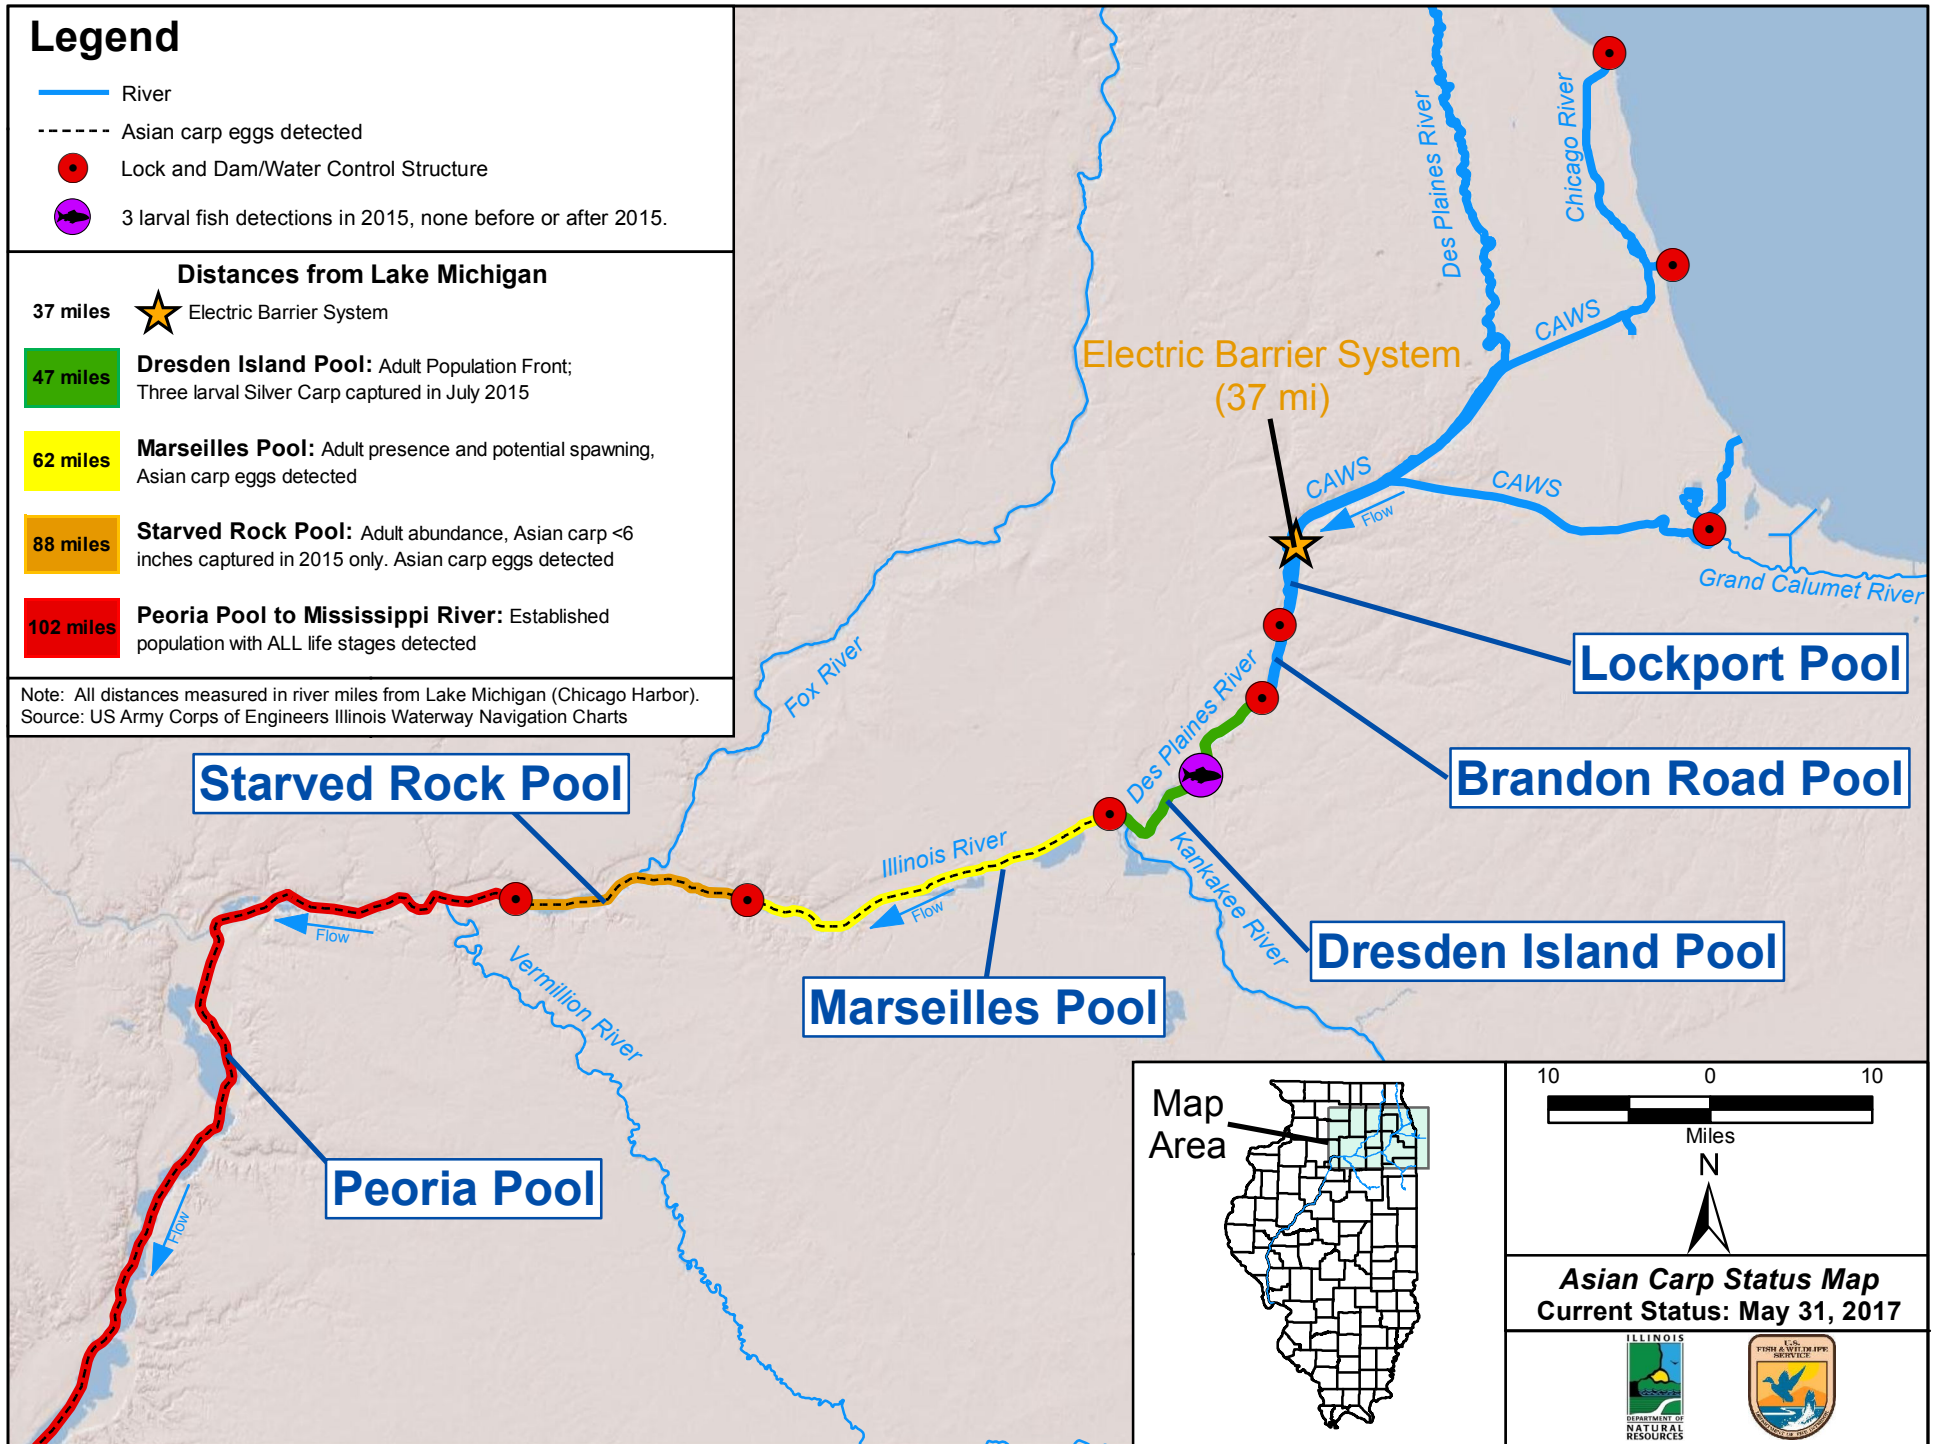 Legend
River
Asian carp eggs detected
Lock and Dam/Water Control Structure
3 larval fish detections in 2015, none before or after 2015.
Distances from Lake Michigan
37 miles Electric Barrier System
47 miles Dresden Island Pool: Adult Population Front;
Three larval Silver Carp captured in July 2015
62 miles Marseilles Pool: Adult presence and potential spawning,
Asian carp eggs detected
88 miles Starved Rock Pool: Adult abundance, Asian carp <6
inches captured in 2015 only. Asian carp eggs detected
102 miles Peoria Pool to Mississippi River: Established
population with ALL life stages detected
Note: All distances measured in river miles from Lake Michigan (Chicago Harbor).
Source: US Army Corps of Engineers Illinois Waterway Navigation Charts
Des Plaines River
Chicago River
CAWS
Electric Barrier System
(37 mi)
CAWS
Flow
CAWS
Grand Calumet River
Lockport Pool
Fox River
Des Plaines River
Brandon Road Pool
Starved Rock Pool
Illinois River
Flow
Kankakee River
Dresden Island Pool
Flow
Vermillion River
Marseilles Pool
Peoria Pool
Flow
Map
Area
10 0 10
Miles
N
Asian Carp Status Map
Current Status: May 31, 2017
ILLINOIS
DEPARTMENT OF
NATURAL
RESOURCES
U.S.
FISH & WILDLIFE
SERVICE